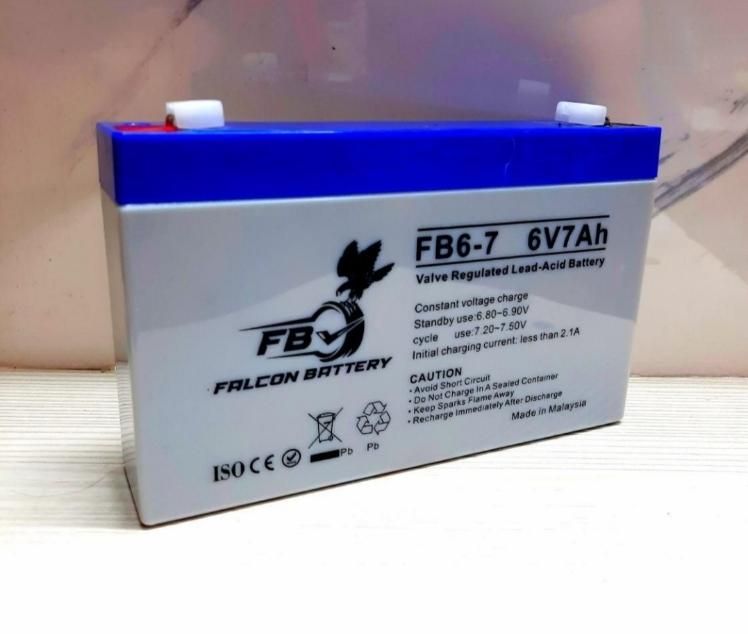 FB6-7 6V7Ah
Valve Regulated Lead-Acid Battery
Constant voltage charge
Standby use:6.80~6.90V
cycle use:7.20~7.50V
Initial charging current: less than 2.1A
FB
FALCON BATTERY
CAUTION
• Avoid Short Circuit
• Do Not Charge In A Sealed Container
• Keep Sparks Flame Away
• Recharge Immediately After Discharge
Made in Malaysia
ISO CE
Pb
Pb